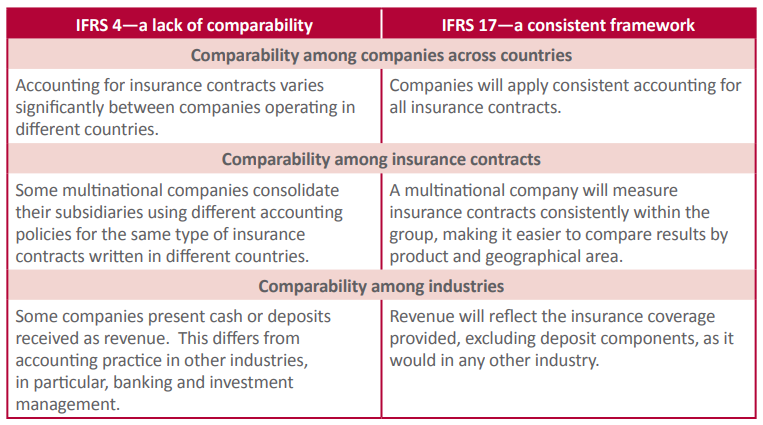 IFRS 4—a lack of comparability
IFRS 17—a consistent framework
Comparability among companies across countries
Accounting for insurance contracts varies
significantly between companies operating in
different countries.
Companies will apply consistent accounting for
all insurance contracts.
Comparability among insurance contracts
Some multinational companies consolidate
their subsidiaries using different accounting
policies for the same type of insurance
contracts written in different countries.
A multinational company will measure
insurance contracts consistently within the
group, making it easier to compare results by
product and geographical area.
Comparability among industries
Some companies present cash or deposits
received as revenue.  This differs from
accounting practice in other industries,
in particular, banking and investment
management.
Revenue will reflect the insurance coverage
provided, excluding deposit components, as it
would in any other industry.